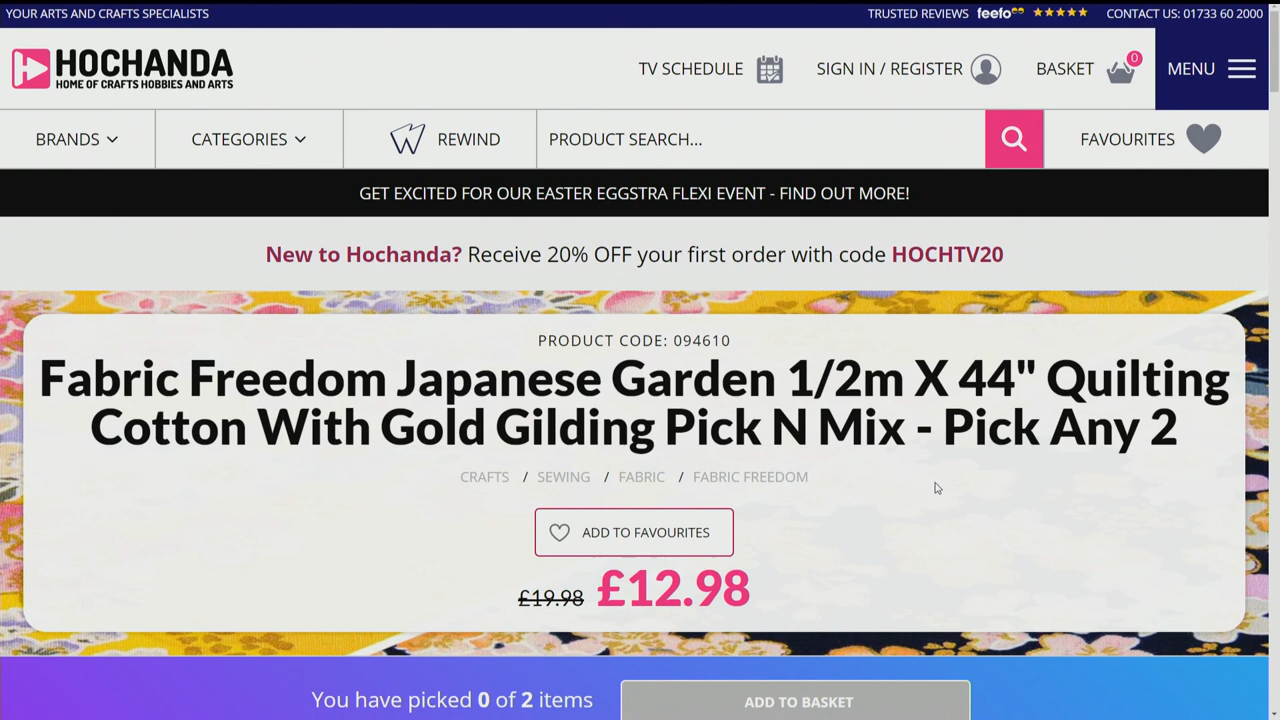 YOUR ARTS AND CRAFTS SPECIALISTS
TRUSTED REVIEWS feefo
CONTACT US: 01733 60 2000
HOCHANDA
HOME OF CRAFTS HOBBIES AND ARTS
TV SCHEDULE
SIGN IN / REGISTER
BASKET
0
MENU
BRANDS
CATEGORIES
REWIND
PRODUCT SEARCH...
FAVOURITES
GET EXCITED FOR OUR EASTER EGGSTRA FLEXI EVENT - FIND OUT MORE!
New to Hochanda? Receive 20% OFF your first order with code HOCHTV20
PRODUCT CODE: 094610
Fabric Freedom Japanese Garden 1/2m X 44" Quilting
Cotton With Gold Gilding Pick N Mix - Pick Any 2
CRAFTS / SEWING / FABRIC / FABRIC FREEDOM
ADD TO FAVOURITES
£19.98 £12.98
You have picked 0 of 2 items
ADD TO BASKET